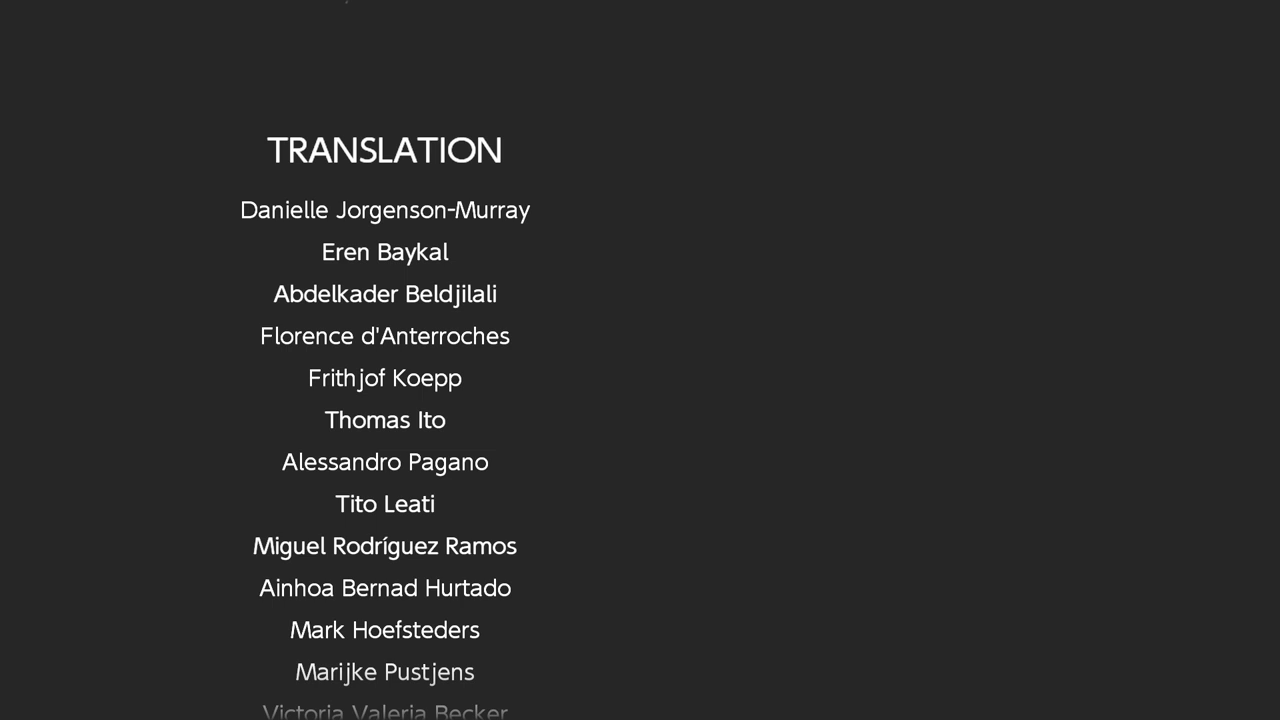 TRANSLATION
Danielle Jorgenson-Murray
Eren Baykal
Abdelkader Beldjilali
Florence d'Anterroches
Frithjof Koepp
Thomas Ito
Alessandro Pagano
Tito Leati
Miguel Rodríguez Ramos
Ainhoa Bernad Hurtado
Mark Hoefsteders
Marijke Pustjens
Victoria Valeria Becker